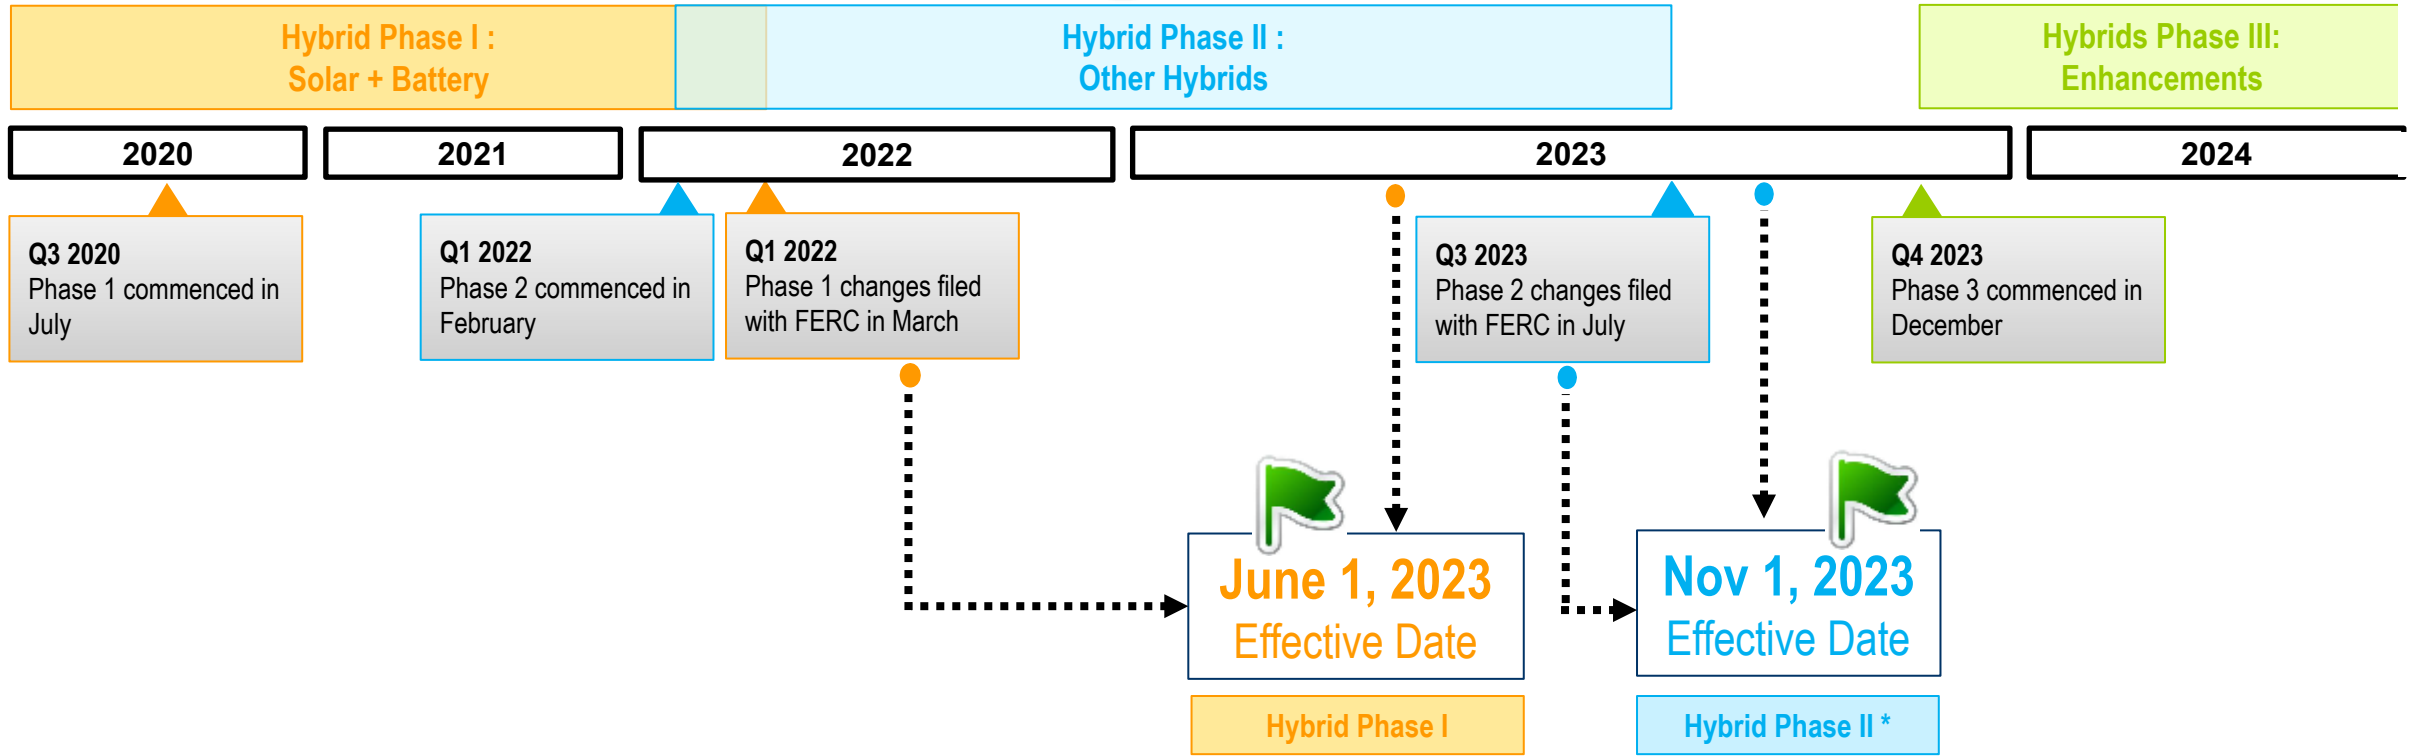 Hybrid Phase I :
Solar + Battery
Hybrid Phase II :
Other Hybrids
Hybrids Phase III:
Enhancements
2020
2021
2022
2023
2024
Q3 2020
Phase 1 commenced in
July
Q1 2022
Phase 2 commenced in
February
Q1 2022
Phase 1 changes filed
with FERC in March
Q3 2023
Phase 2 changes filed
with FERC in July
Q4 2023
Phase 3 commenced in
December
June 1, 2023
Effective Date
Nov 1, 2023
Effective Date
Hybrid Phase I
Hybrid Phase II *